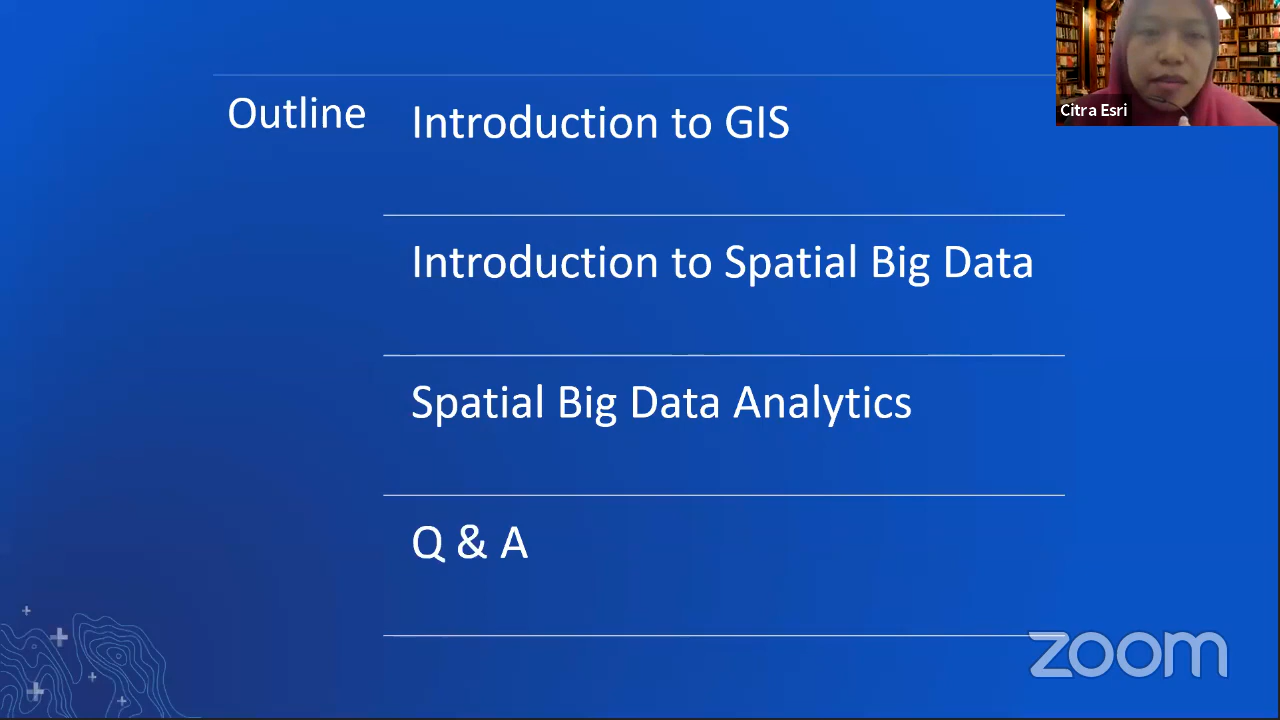 Outline
Introduction to GIS
Introduction to Spatial Big Data
Spatial Big Data Analytics
Q & A
Citra Esri
zoom